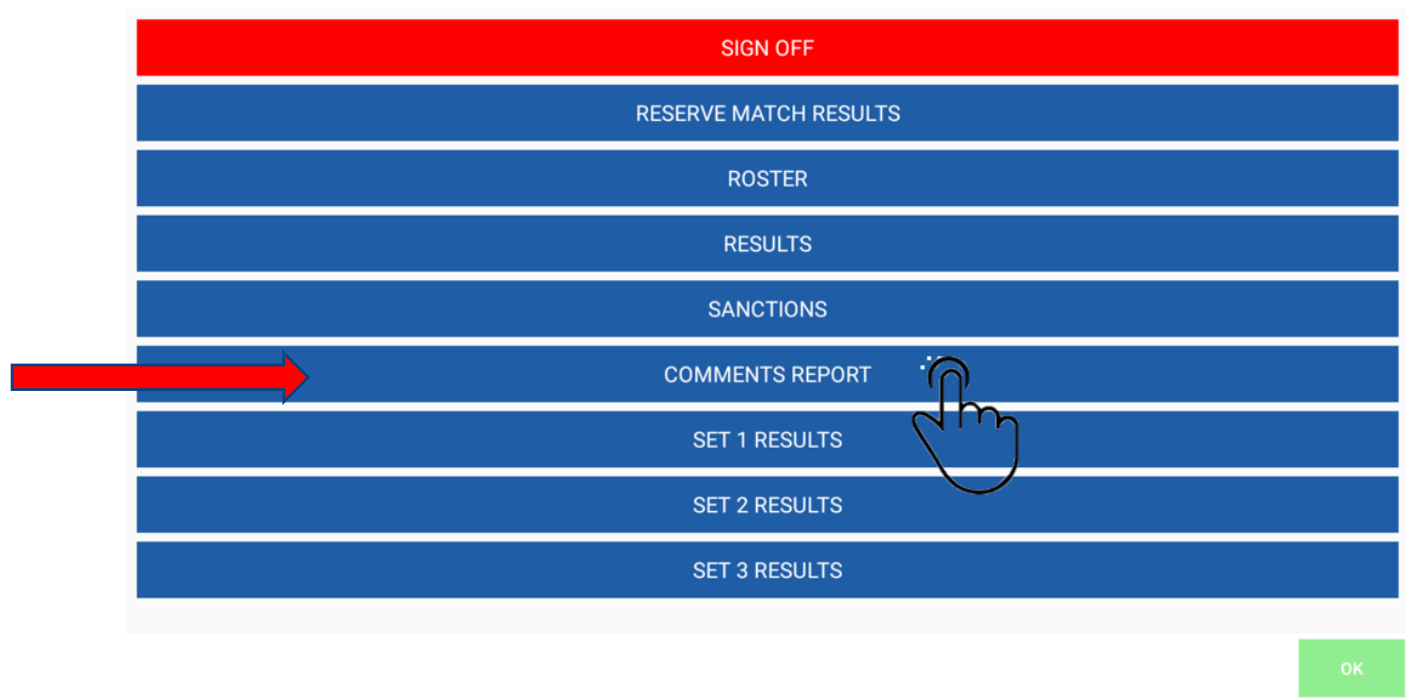 SIGN OFF
RESERVE MATCH RESULTS
ROSTER
RESULTS
SANCTIONS
COMMENTS REPORT
SET 1 RESULTS
SET 2 RESULTS
SET 3 RESULTS
OK